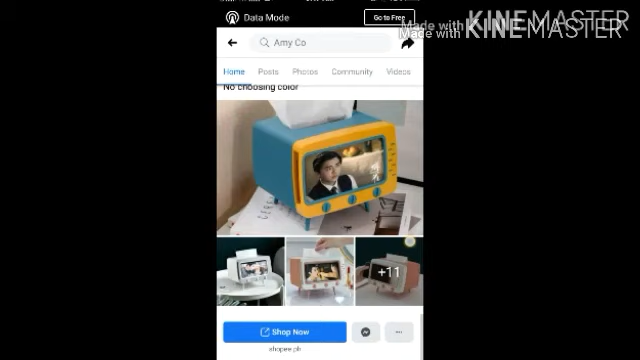 Data Mode
Go to Free
Made with KINEMASTER
Made with KINEMASTER
Amy Co
Home Posts Photos Community Videos
No choosing color
+11
Shop Now
shopee.ph